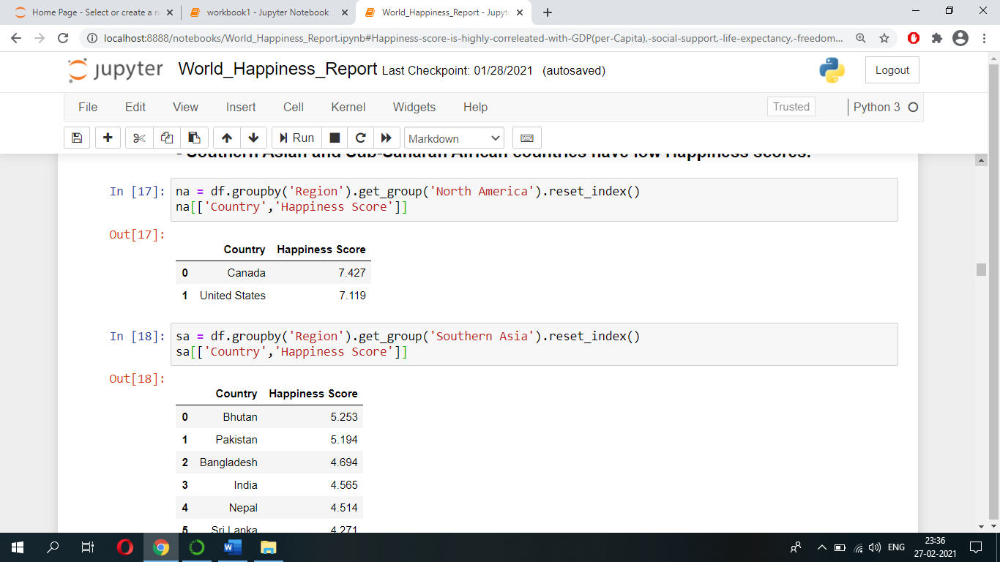 Home Page - Select or create a n
workbook1 - Jupyter Notebook
World_Happiness_Report - Jupyt
localhost:8888/notebooks/World_Happiness_Report.ipynb#Happiness-score-is-highly-correleated-with-GDP(per-Capita),-social-support,-life-expectancy,-freedom...
jupyter World_Happiness_Report Last Checkpoint: 01/28/2021 (autosaved)
Logout
File Edit View Insert Cell Kernel Widgets Help
Trusted
Python 3
Run
Markdown
- Southern Asian and Sub-Saharan African countries have low Happiness scores.
In [17]: na = df.groupby('Region').get_group('North America').reset_index()
na[['Country','Happiness Score']]
Out[17]:
Country Happiness Score
0 Canada 7.427
1 United States 7.119
In [18]: sa = df.groupby('Region').get_group('Southern Asia').reset_index()
sa[['Country','Happiness Score']]
Out[18]:
Country Happiness Score
0 Bhutan 5.253
1 Pakistan 5.194
2 Bangladesh 4.694
3 India 4.565
4 Nepal 4.514
5 Sri Lanka 4.271
ENG
23:36
27-02-2021